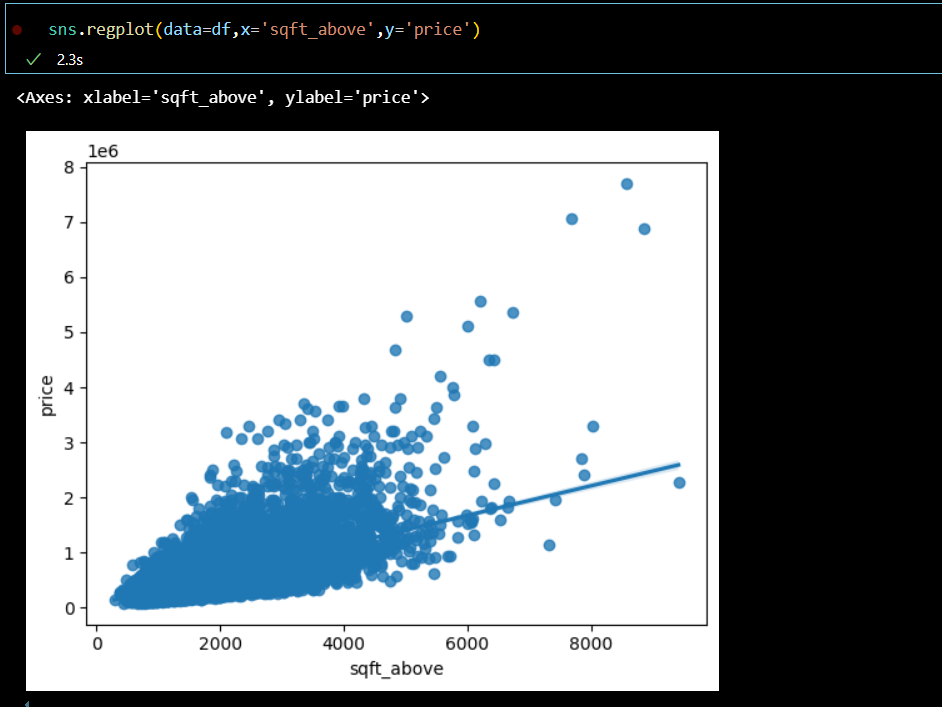 sns.regplot(data=df,x='sqft_above',y='price')
2.3s
<Axes: xlabel='sqft_above', ylabel='price'>
1e6
8
7
6
5
4
3
2
1
0
price
0 2000 4000 6000 8000
sqft_above